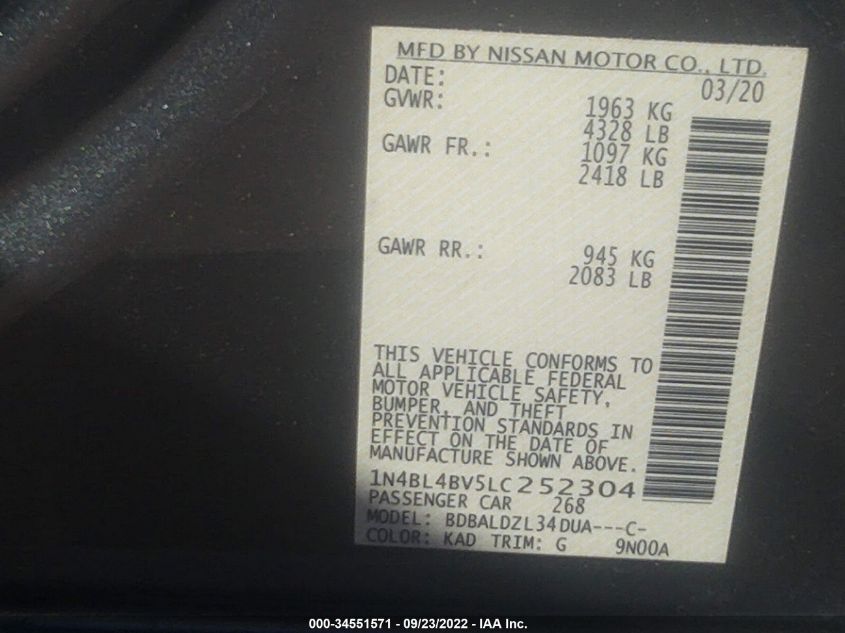 MFD BY NISSAN MOTOR CO., LTD.
DATE: 03/20
GVWR: 1963 KG
4328 LB
GAWR FR.: 1097 KG
2418 LB
GAWR RR.: 945 KG
2083 LB
THIS VEHICLE CONFORMS TO
ALL APPLICABLE FEDERAL
MOTOR VEHICLE SAFETY,
BUMPER, AND THEFT
PREVENTION STANDARDS IN
EFFECT ON THE DATE OF
MANUFACTURE SHOWN ABOVE.
1N4BL4BV5LC252304
PASSENGER CAR 268
MODEL: BDBALDZL34DUA---C-
COLOR: KAD TRIM: G 9N00A
000-34551571 - 09/23/2022 - IAA Inc.